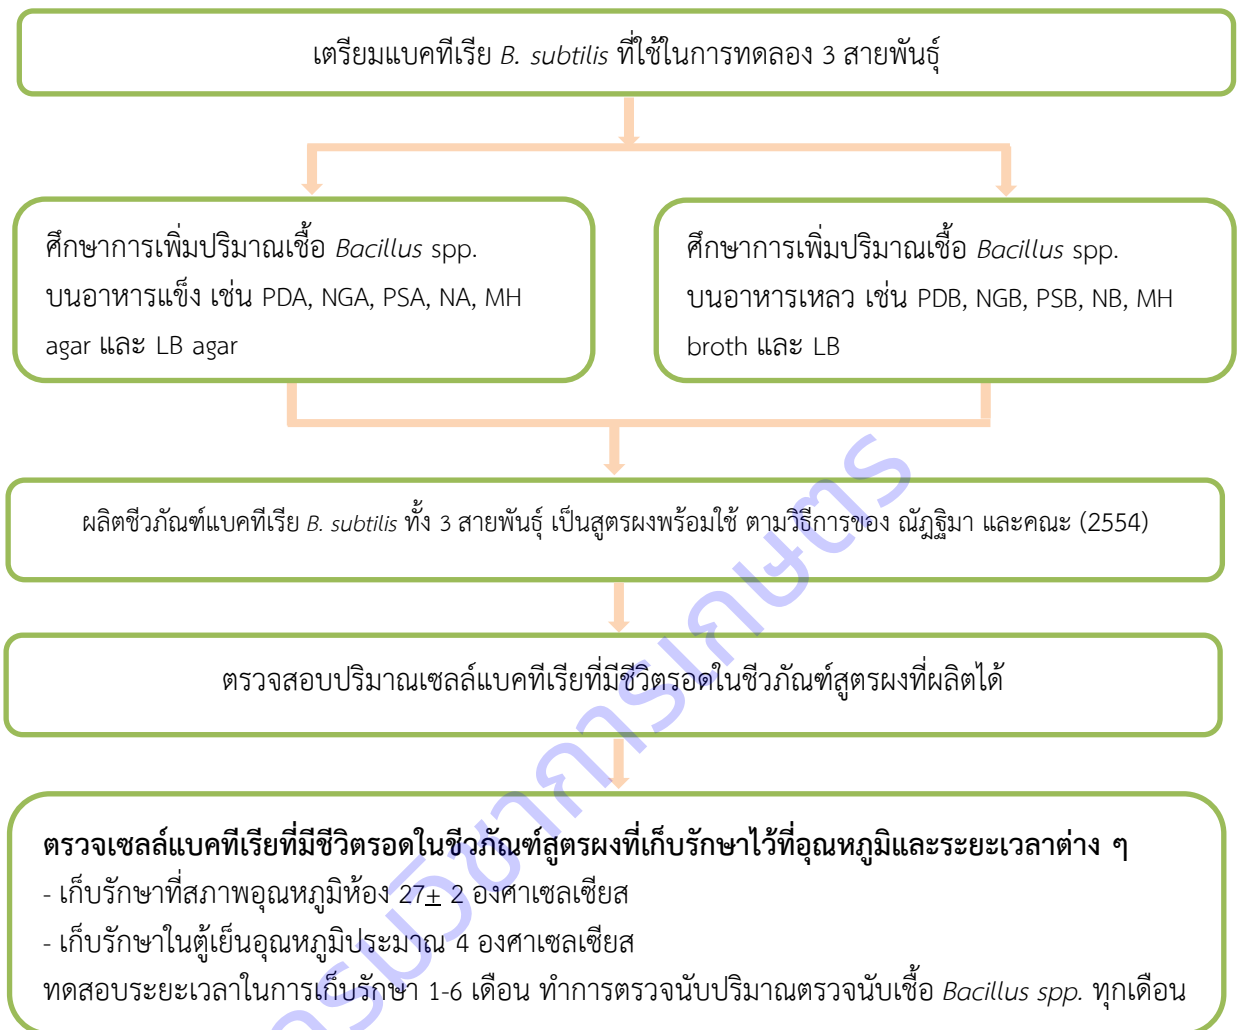 เตรียมแบคทีเรีย B. subtilis ที่ใช้ในการทดลอง 3 สายพันธุ์
ศึกษาการเพิ่มปริมาณเชื้อ Bacillus spp.
บนอาหารแข็ง เช่น PDA, NGA, PSA, NA, MH
agar และ LB agar
ศึกษาการเพิ่มปริมาณเชื้อ Bacillus spp.
บนอาหารเหลว เช่น PDB, NGB, PSB, NB, MH
broth และ LB
ผลิตชีวภัณฑ์แบคทีเรีย B. subtilis ทั้ง 3 สายพันธุ์ เป็นสูตรผงพร้อมใช้ ตามวิธีการของ ณัฏฐิมา และคณะ (2554)
ตรวจสอบปริมาณเซลล์แบคทีเรียที่มีชีวิตรอดในชีวภัณฑ์สูตรผงที่ผลิตได้
ตรวจเซลล์แบคทีเรียที่มีชีวิตรอดในชีวภัณฑ์สูตรผงที่เก็บรักษาไว้ที่อุณหภูมิและระยะเวลาต่าง ๆ
- เก็บรักษาที่สภาพอุณหภูมิห้อง 27± 2 องศาเซลเซียส
- เก็บรักษาในตู้เย็นอุณหภูมิประมาณ 4 องศาเซลเซียส
ทดสอบระยะเวลาในการเก็บรักษา 1-6 เดือน ทำการตรวจนับปริมาณตรวจนับเชื้อ Bacillus spp. ทุกเดือน
กรมวิชาการเกษตร